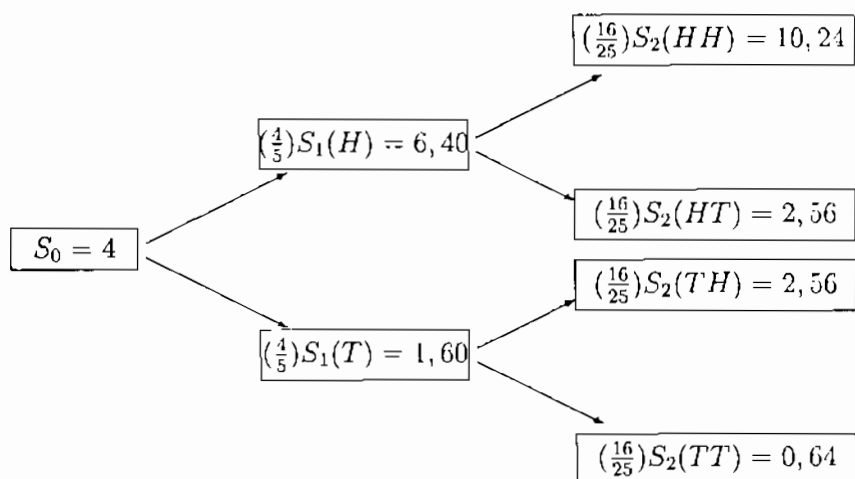 (16/25)S₂(HH) = 10, 24
(4/5)S₁(H) = 6, 40
(16/25)S₂(HT) = 2, 56
S₀ = 4
(16/25)S₂(TH) = 2, 56
(4/5)S₁(T) = 1, 60
(16/25)S₂(TT) = 0, 64